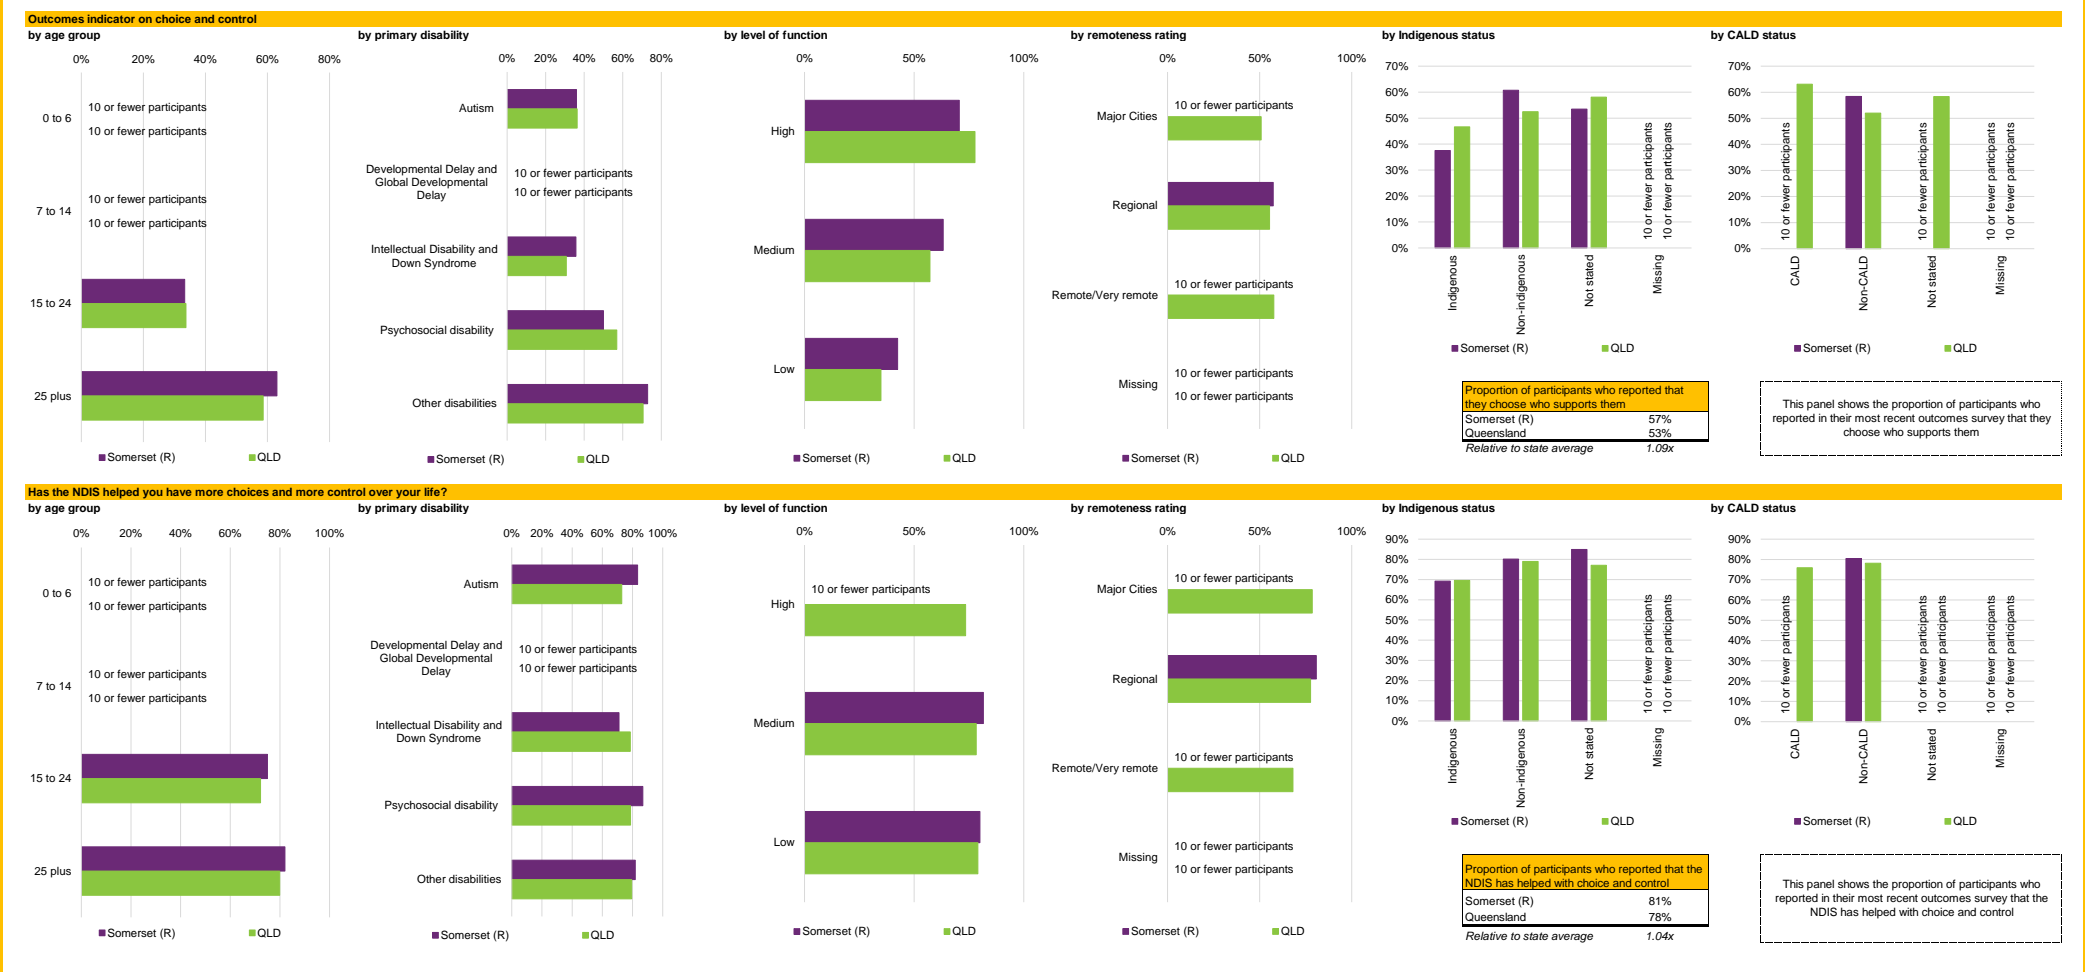 Outcomes indicator on choice and control
by age group
0% 20% 40% 60% 80%
0 to 6
10 or fewer participants
10 or fewer participants
7 to 14
10 or fewer participants
10 or fewer participants
15 to 24
25 plus
Somerset (R) QLD
by primary disability
0% 20% 40% 60% 80%
Autism
Developmental Delay and
Global Developmental
Delay
10 or fewer participants
10 or fewer participants
Intellectual Disability and
Down Syndrome
Psychosocial disability
Other disabilities
Somerset (R) QLD
by level of function
0% 50% 100%
High
Medium
Low
Somerset (R) QLD
by remoteness rating
0% 50% 100%
Major Cities
10 or fewer participants
Regional
Remote/Very remote
10 or fewer participants
Missing
10 or fewer participants
10 or fewer participants
Somerset (R) QLD
by Indigenous status
70%
60%
50%
40%
30%
20%
10%
0%
10 or fewer participants
10 or fewer participants
Indigenous
Non-indigenous
Not stated
Missing
Somerset (R) QLD
by CALD status
70%
60%
50%
40%
30%
20%
10%
0%
10 or fewer participants
10 or fewer participants
10 or fewer participants
10 or fewer participants
CALD
Non-CALD
Not stated
Missing
Somerset (R) QLD
Proportion of participants who reported that
they choose who supports them
Somerset (R) 57%
Queensland 53%
Relative to state average 1.09x
This panel shows the proportion of participants who
reported in their most recent outcomes survey that they
choose who supports them
Has the NDIS helped you have more choices and more control over your life?
by age group
0% 20% 40% 60% 80% 100%
0 to 6
10 or fewer participants
10 or fewer participants
7 to 14
10 or fewer participants
10 or fewer participants
15 to 24
25 plus
Somerset (R) QLD
by primary disability
0% 20% 40% 60% 80% 100%
Autism
Developmental Delay and
Global Developmental
Delay
10 or fewer participants
10 or fewer participants
Intellectual Disability and
Down Syndrome
Psychosocial disability
Other disabilities
Somerset (R) QLD
by level of function
0% 50% 100%
High
10 or fewer participants
Medium
Low
Somerset (R) QLD
by remoteness rating
0% 50% 100%
Major Cities
10 or fewer participants
Regional
Remote/Very remote
10 or fewer participants
Missing
10 or fewer participants
10 or fewer participants
Somerset (R) QLD
by Indigenous status
90%
80%
70%
60%
50%
40%
30%
20%
10%
0%
10 or fewer participants
10 or fewer participants
Indigenous
Non-indigenous
Not stated
Missing
Somerset (R) QLD
by CALD status
90%
80%
70%
60%
50%
40%
30%
20%
10%
0%
10 or fewer participants
10 or fewer participants
10 or fewer participants
10 or fewer participants
10 or fewer participants
CALD
Non-CALD
Not stated
Missing
Somerset (R) QLD
Proportion of participants who reported that the
NDIS has helped with choice and control
Somerset (R) 81%
Queensland 78%
Relative to state average 1.04x
This panel shows the proportion of participants who
reported in their most recent outcomes survey that the
NDIS has helped with choice and control